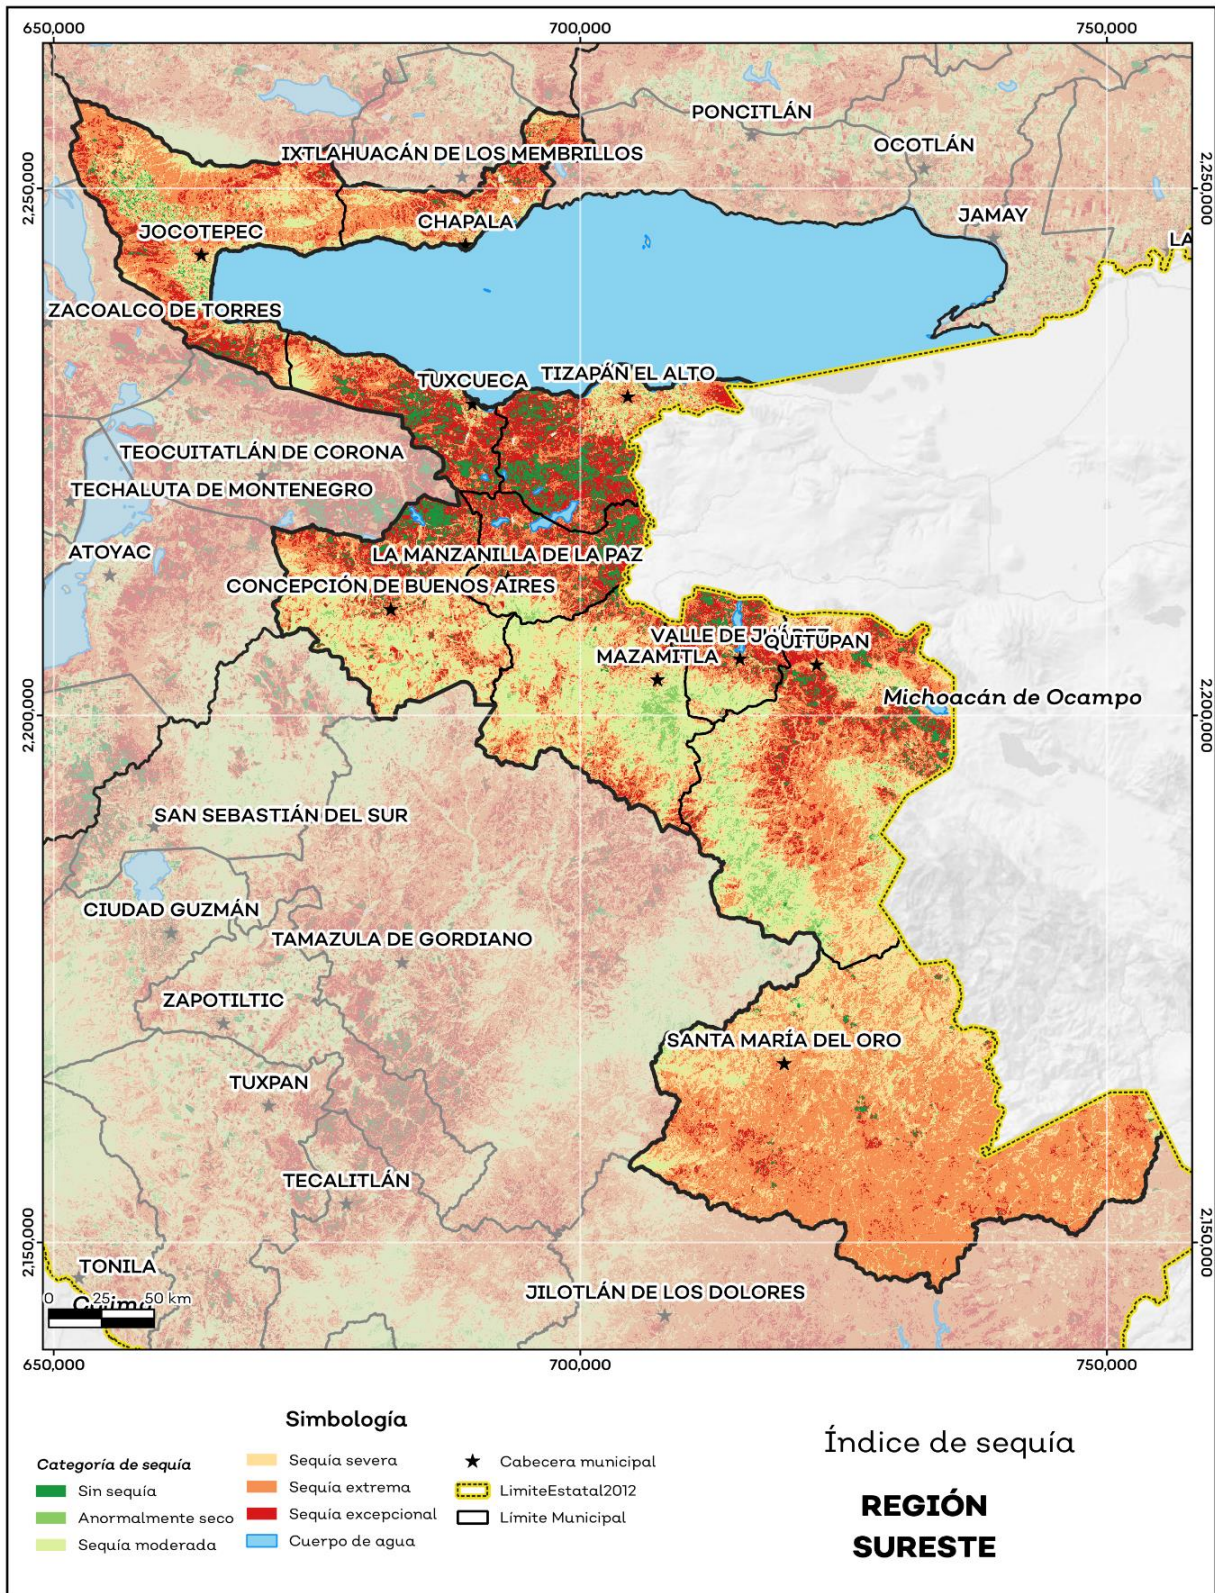 650,000
700,000
750,000
PONCITLÁN
OCOTLÁN
IXTLAHUACÁN DE LOS MEMBRILLOS
2,250,000
2,250,000
JAMAY
CHAPALA
JOCOTEPEC
LA
ZACOALCO DE TORRES
TIZAPÁN EL ALTO
TUXCUECA
TEOCUITATLÁN DE CORONA
TECHALUTA DE MONTENEGRO
ATOYAC
LA MANZANILLA DE LA PAZ
CONCEPCIÓN DE BUENOS AIRES
VALLE DE
QUITUPAN
MAZAMITLA
Michoacán de Ocampo
2,200,000
2,200,000
SAN SEBASTIÁN DEL SUR
CIUDAD GUZMÁN
TAMAZULA DE GORDIANO
ZAPOTILTIC
SANTA MARÍA DEL ORO
TUXPAN
TECALITLÁN
2,150,000
2,150,000
TONILA
JILOTLÁN DE LOS DOLORES
0 25 50 km
650,000
700,000
750,000
Simbología
Categoría de sequía
Sin sequía
Anormalmente seco
Sequía moderada
Sequía severa
Sequía extrema
Sequía excepcional
Cuerpo de agua
Cabecera municipal
LimiteEstatal2012
Límite Municipal
Índice de sequía
REGIÓN
SURESTE